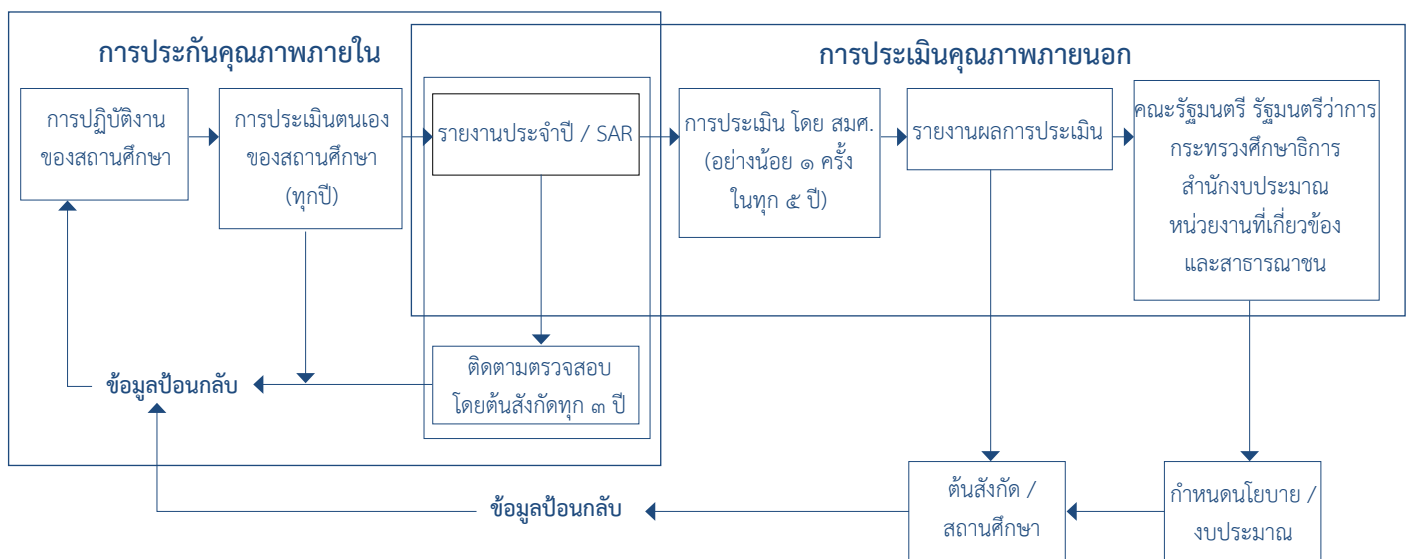 การประกันคุณภาพภายใน
การประเมินคุณภาพภายนอก
การปฏิบัติงาน
ของสถานศึกษา
การประเมินตนเอง
ของสถานศึกษา
(ทุกปี)
รายงานประจำปี / SAR
การประเมิน โดย สมศ.
(อย่างน้อย ๑ ครั้ง
ในทุก ๕ ปี)
รายงานผลการประเมิน
คณะรัฐมนตรี รัฐมนตรีว่าการ
กระทรวงศึกษาธิการ
สำนักงบประมาณ
หน่วยงานที่เกี่ยวข้อง
และสาธารณาชน
ติดตามตรวจสอบ
โดยต้นสังกัดทุก ๓ ปี
ข้อมูลป้อนกลับ
ข้อมูลป้อนกลับ
ต้นสังกัด /
สถานศึกษา
กำหนดนโยบาย /
งบประมาณ